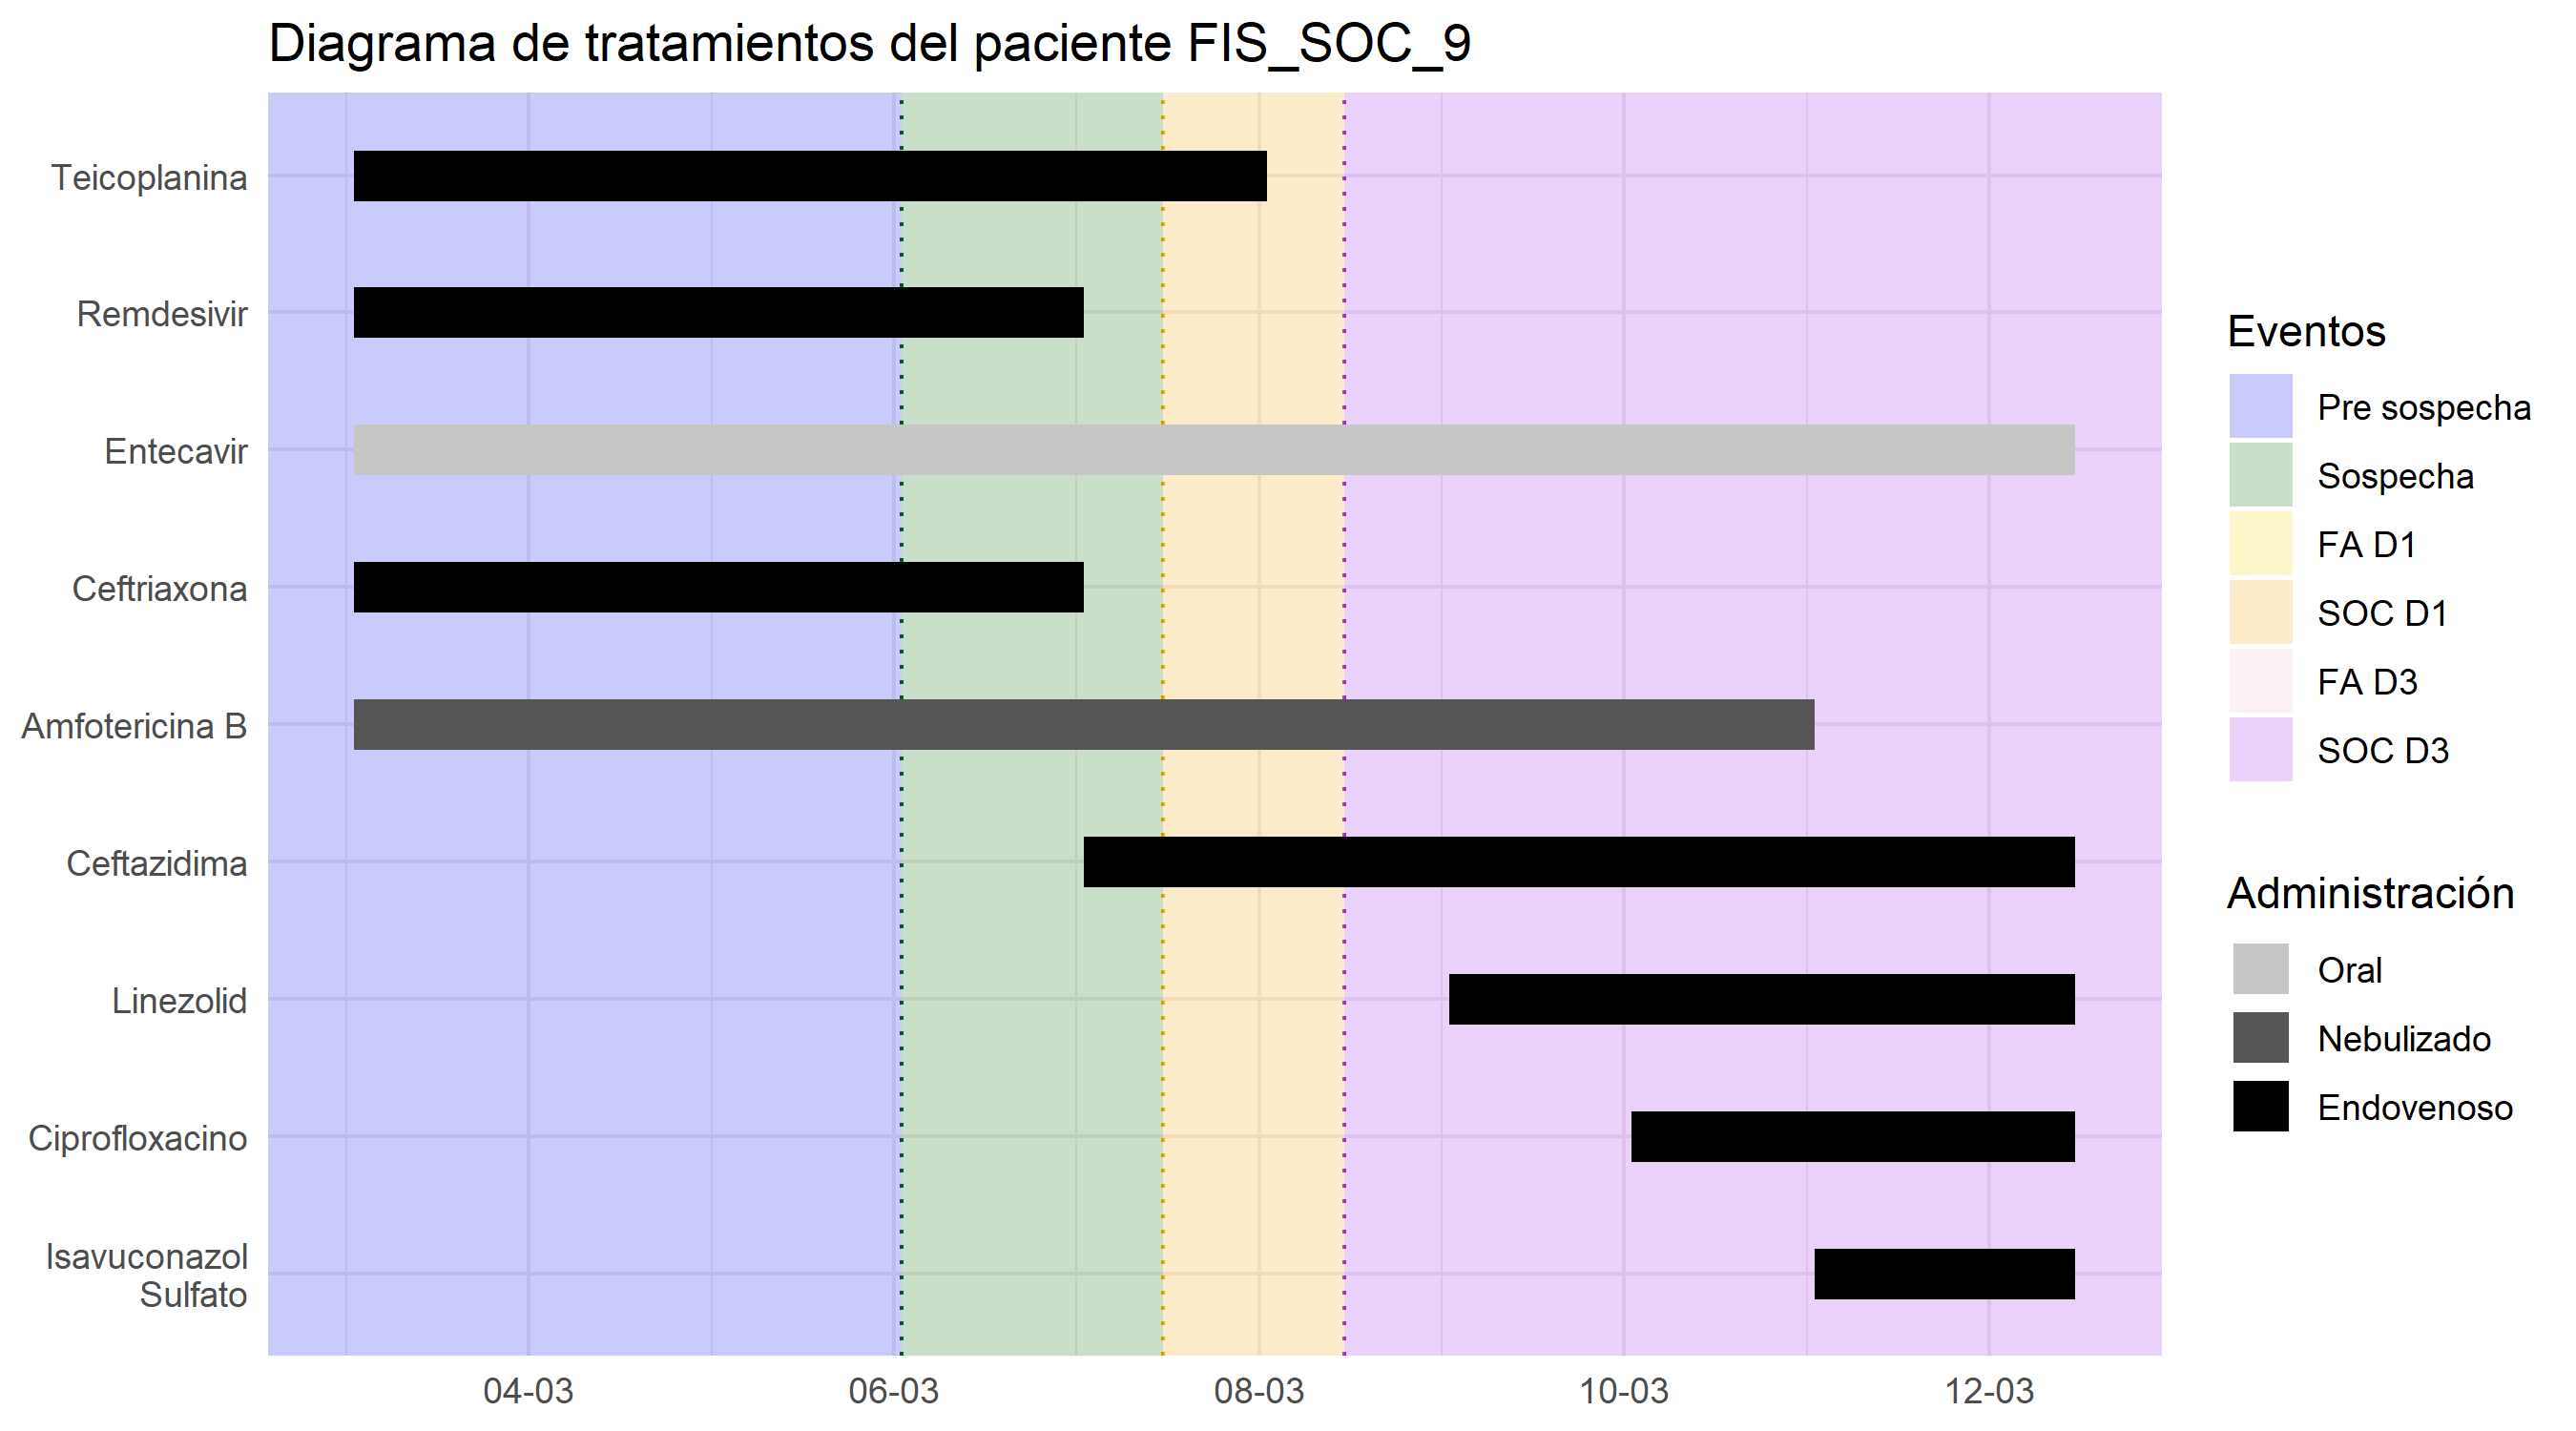 Diagrama de tratamientos del paciente FIS_SOC_9
Teicoplanina
Remdesivir
Entecavir
Ceftriaxona
Amfotericina B
Ceftazidima
Linezolid
Ciprofloxacino
Isavuconazol
Sulfato
04-03
06-03
08-03
10-03
12-03
Eventos
Pre sospecha
Sospecha
FA D1
SOC D1
FA D3
SOC D3
Administración
Oral
Nebulizado
Endovenoso